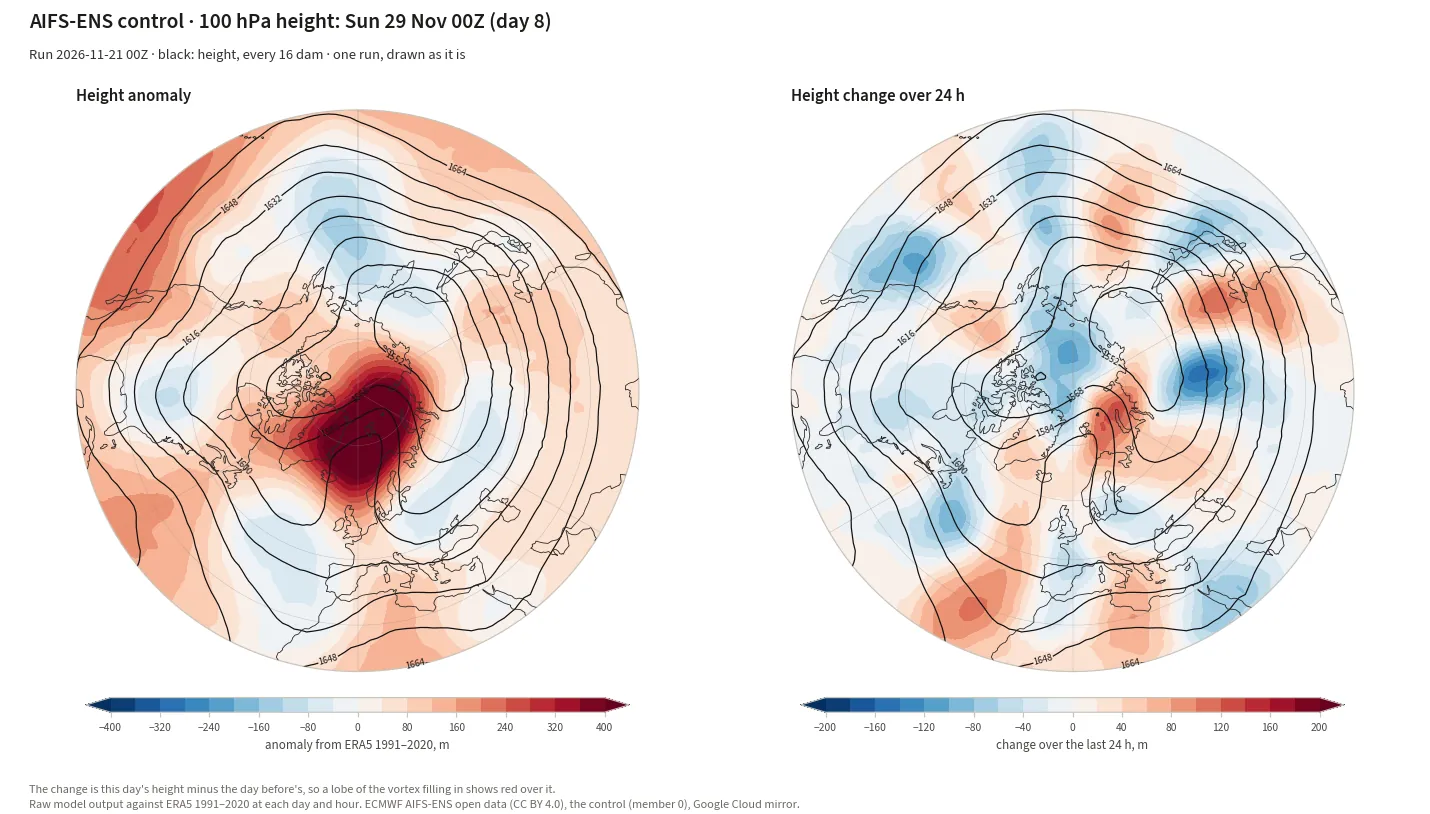 AIFS-ENS control · 100 hPa height: Sun 29 Nov 00Z (day 8)
Run 2026-11-21 00Z · black: height, every 16 dam · one run, drawn as it is
Height anomaly
Height change over 24 h
1664
1648
1632
1616
1552
1648
1664
1664
1648
1632
1616
1552
1568
1584
1648
1664
−400 −320 −240 −160 −80 0 80 160 240 320 400
anomaly from ERA5 1991–2020, m
−200 −160 −120 −80 −40 0 40 80 120 160 200
change over the last 24 h, m
The change is this day's height minus the day before's, so a lobe of the vortex filling in shows red over it.
Raw model output against ERA5 1991–2020 at each day and hour. ECMWF AIFS-ENS open data (CC BY 4.0), the control (member 0), Google Cloud mirror.